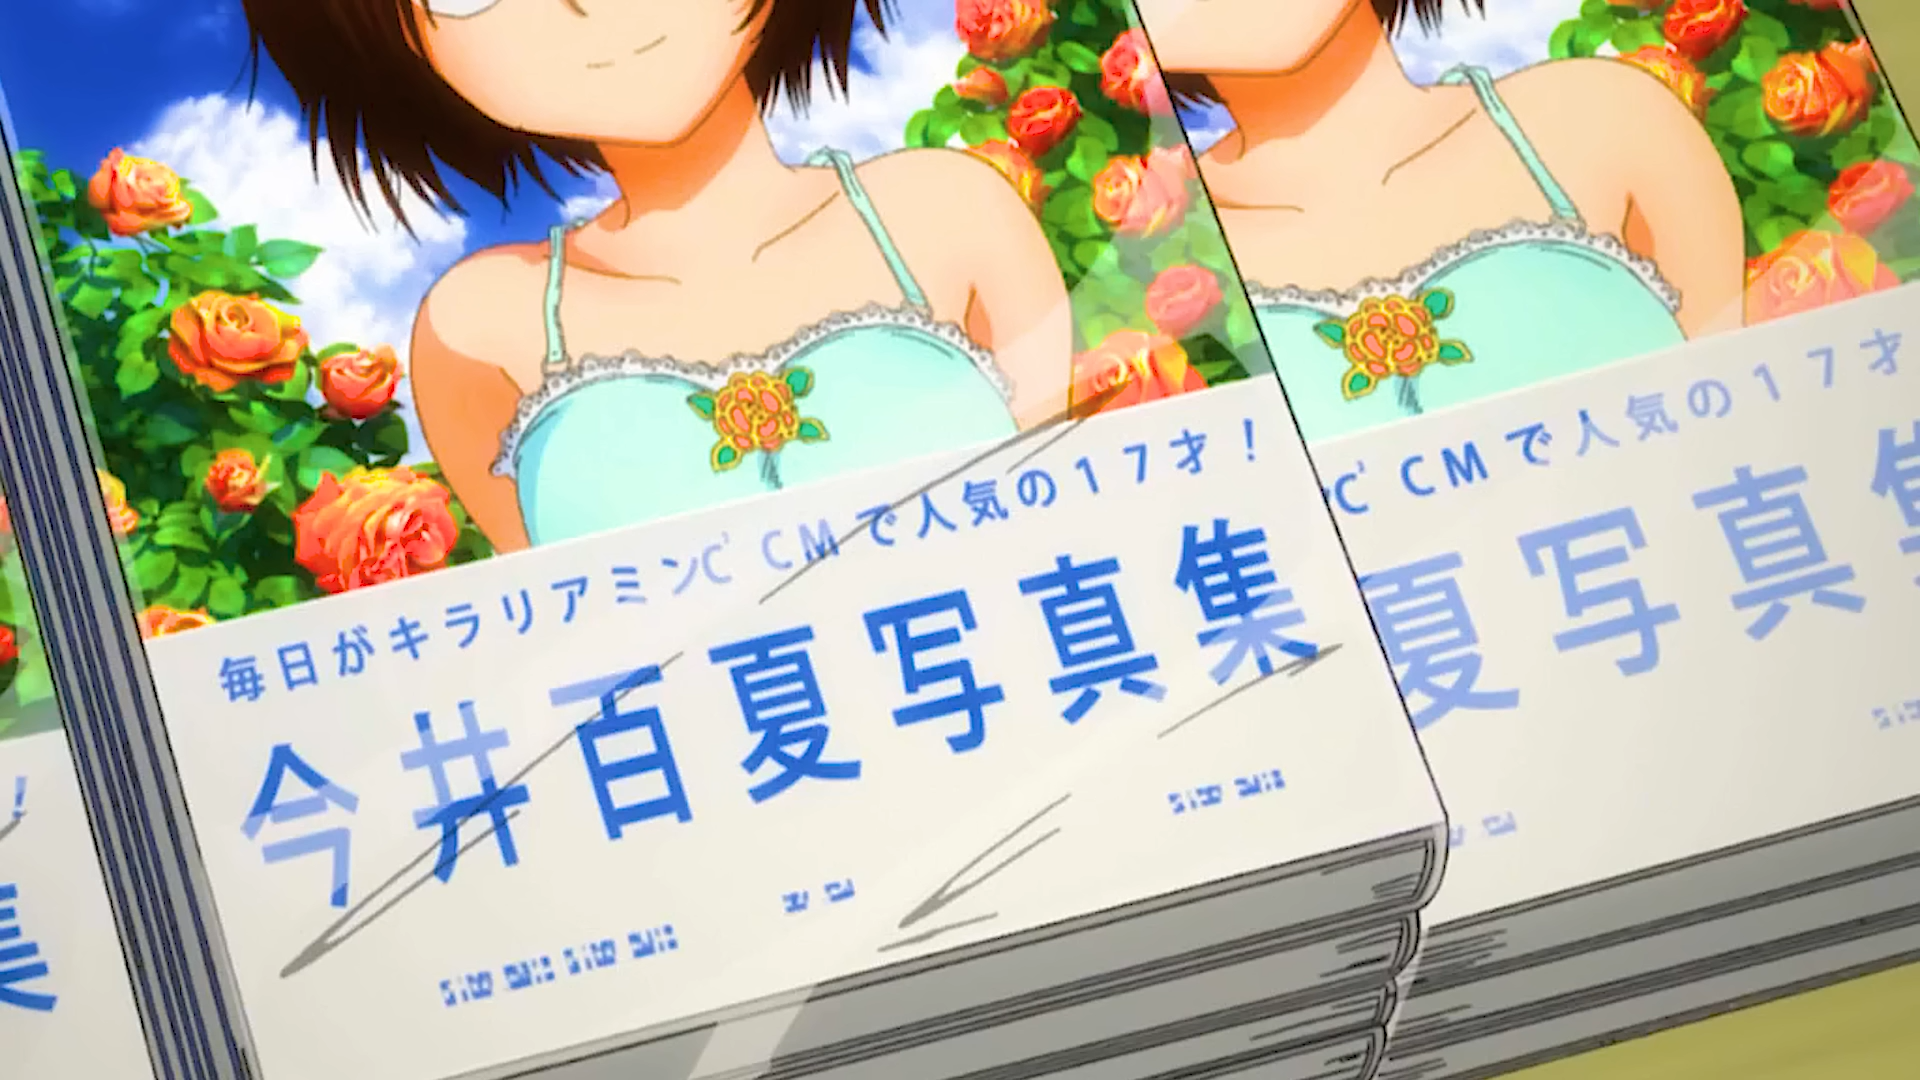 毎日がキラリアミンC CMで人気の17才！
今井百夏写真集
C CMで人気の17才
夏写真集
！
集